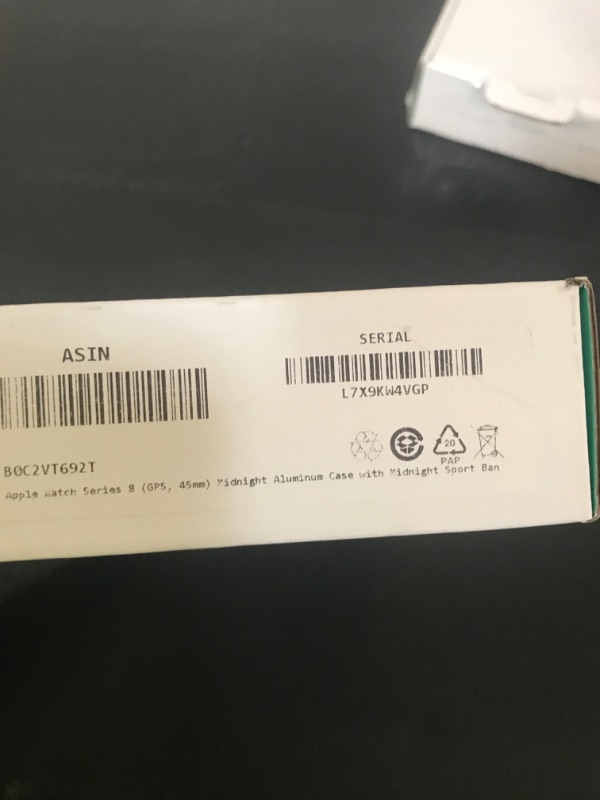 ASIN
SERIAL
L7X9KW4VGP
B0C2VT692T
20
PAP
Apple Watch Series 8 (GPS, 45mm) Midnight Aluminum Case with Midnight Sport Ban